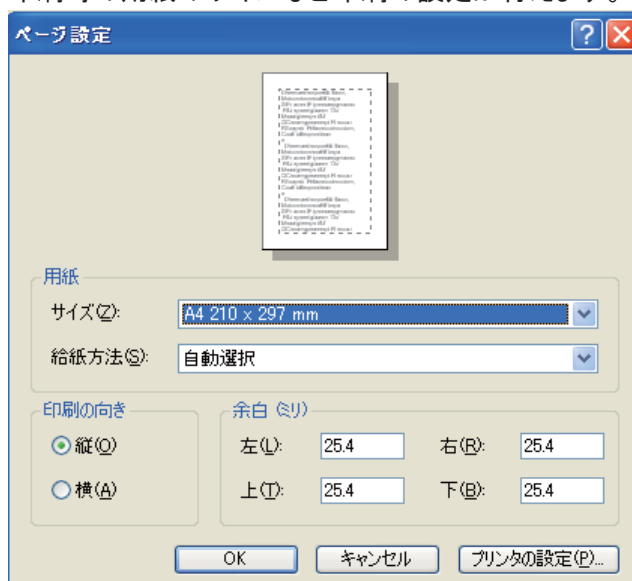 ページ設定
用紙
サイズ(Z):
A4 210 x 297 mm
給紙方法(S):
自動選択
印刷の向き
縦(O)
横(A)
余白 (ミリ)
左(L): 25.4 右(R): 25.4
上(T): 25.4 下(B): 25.4
OK キャンセル プリンタの設定(P)...